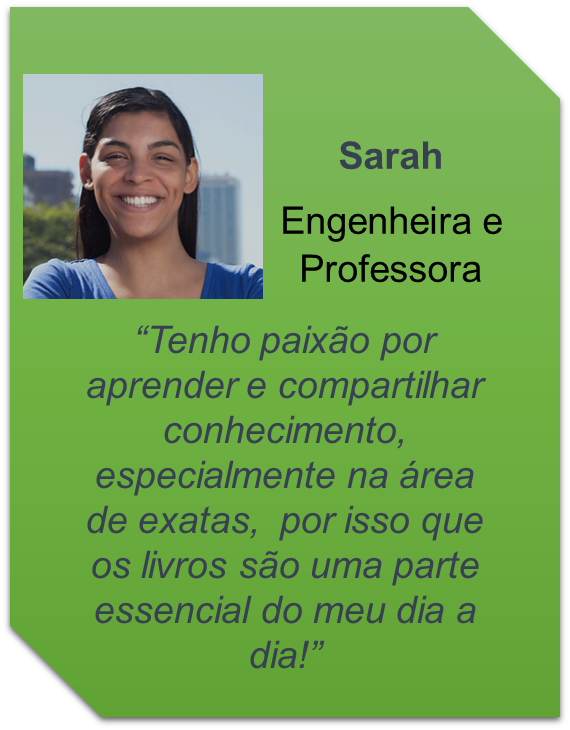 Sarah
Engenheira e
Professora
“Tenho paixão por
aprender e compartilhar
conhecimento,
especialmente na área
de exatas,  por isso que
os livros são uma parte
essencial do meu dia a
dia!”